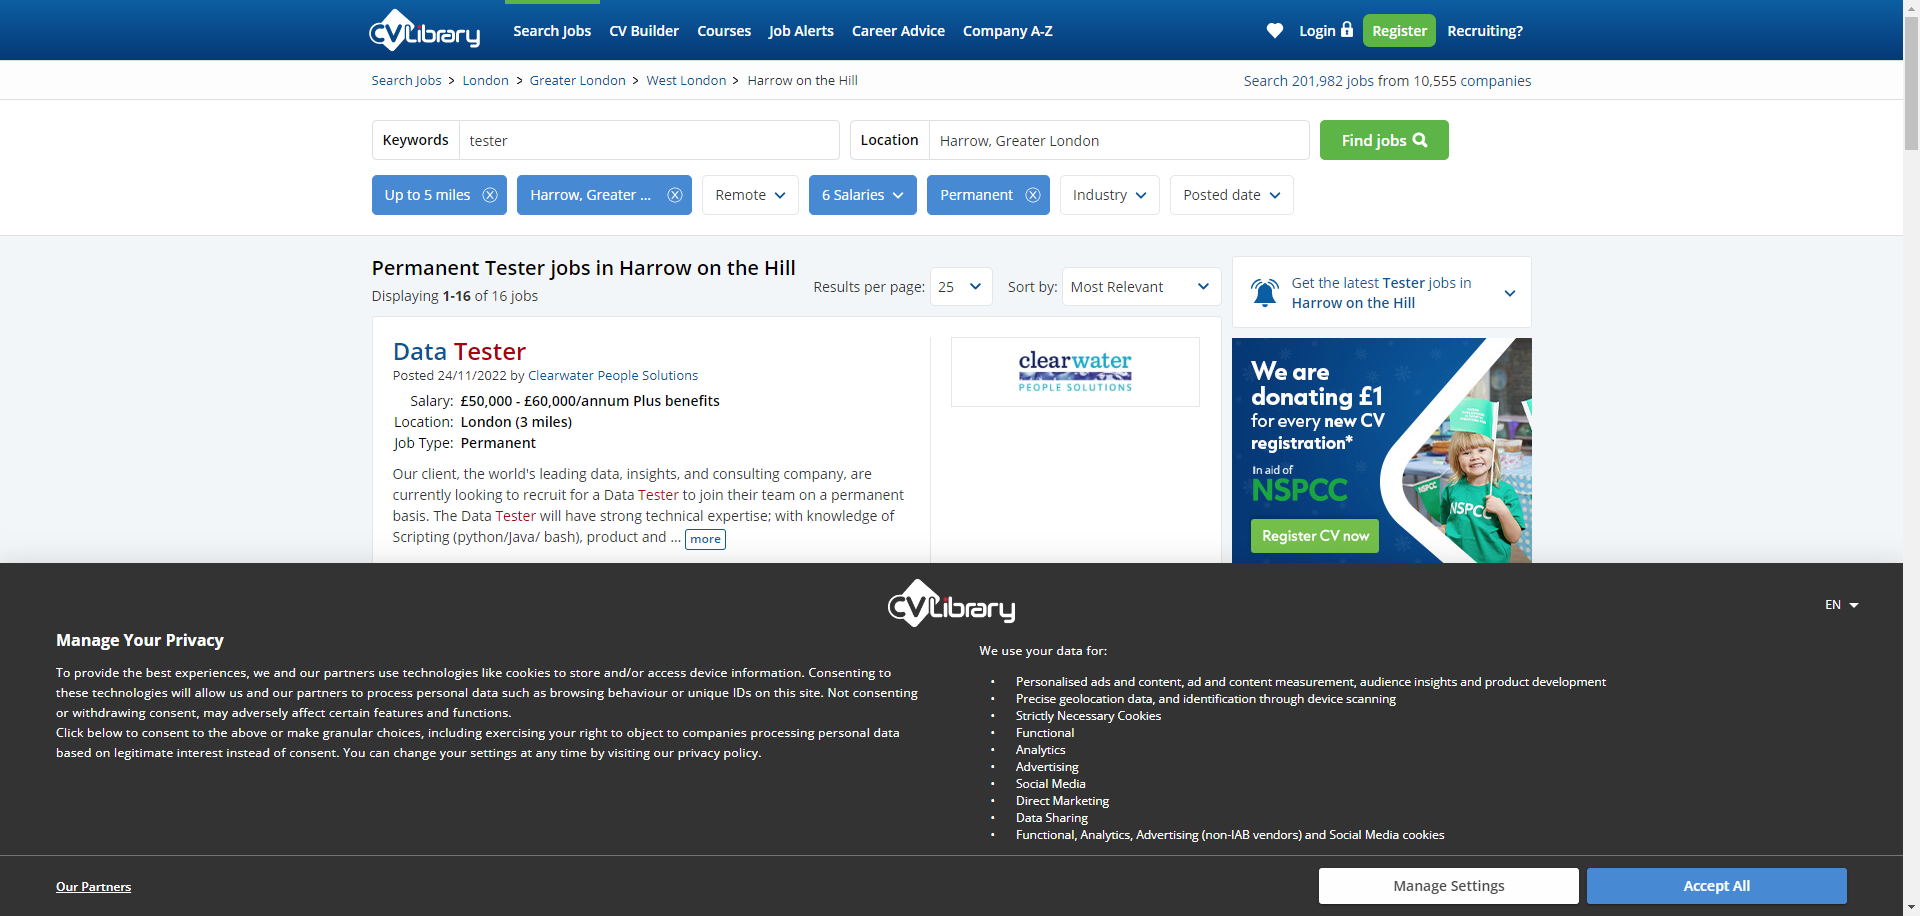 CVLibrary
Search Jobs CV Builder Courses Job Alerts Career Advice Company A-Z
Login Register Recruiting?
Search Jobs > London > Greater London > West London > Harrow on the Hill
Search 201,982 jobs from 10,555 companies
Keywords tester
Location Harrow, Greater London
Find jobs
Up to 5 miles Harrow, Greater ... Remote 6 Salaries Permanent Industry Posted date
Permanent Tester jobs in Harrow on the Hill
Displaying 1-16 of 16 jobs
Results per page: 25 Sort by: Most Relevant
Get the latest Tester jobs in
Harrow on the Hill
Data Tester
Posted 24/11/2022 by Clearwater People Solutions
Salary: £50,000 - £60,000/annum Plus benefits
Location: London (3 miles)
Job Type: Permanent
Our client, the world's leading data, insights, and consulting company, are
currently looking to recruit for a Data Tester to join their team on a permanent
basis. The Data Tester will have strong technical expertise; with knowledge of
Scripting (python/Java/ bash), product and ... more
clearwater
PEOPLE SOLUTIONS
We are
donating £1
for every new CV
registration*
In aid of
NSPCC
Register CV now
NSPCC
NSPCC
CVLibrary
EN
Manage Your Privacy
To provide the best experiences, we and our partners use technologies like cookies to store and/or access device information. Consenting to
these technologies will allow us and our partners to process personal data such as browsing behaviour or unique IDs on this site. Not consenting
or withdrawing consent, may adversely affect certain features and functions.
Click below to consent to the above or make granular choices, including exercising your right to object to companies processing personal data
based on legitimate interest instead of consent. You can change your settings at any time by visiting our privacy policy.
We use your data for:
• Personalised ads and content, ad and content measurement, audience insights and product development
• Precise geolocation data, and identification through device scanning
• Strictly Necessary Cookies
• Functional
• Analytics
• Advertising
• Social Media
• Direct Marketing
• Data Sharing
• Functional, Analytics, Advertising (non-IAB vendors) and Social Media cookies
Our Partners
Manage Settings
Accept All